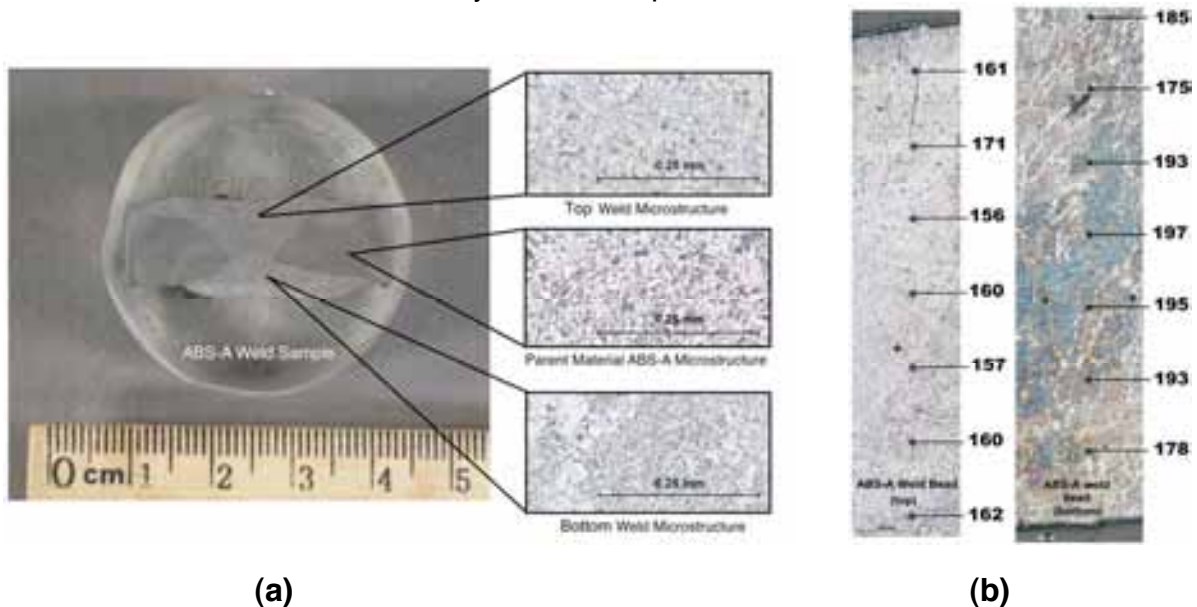 ABS-A Weld Sample
0 cm 1 2 3 4 5
0.25 mm
Top Weld Microstructure
0.25 mm
Parent Material ABS-A Microstructure
0.25 mm
Bottom Weld Microstructure
(a)
161
171
156
160
157
160
ABS-A Weld Bead
(top)
162
185
175
193
197
195
193
178
ABS-A weld
bead
(bottom)
(b)